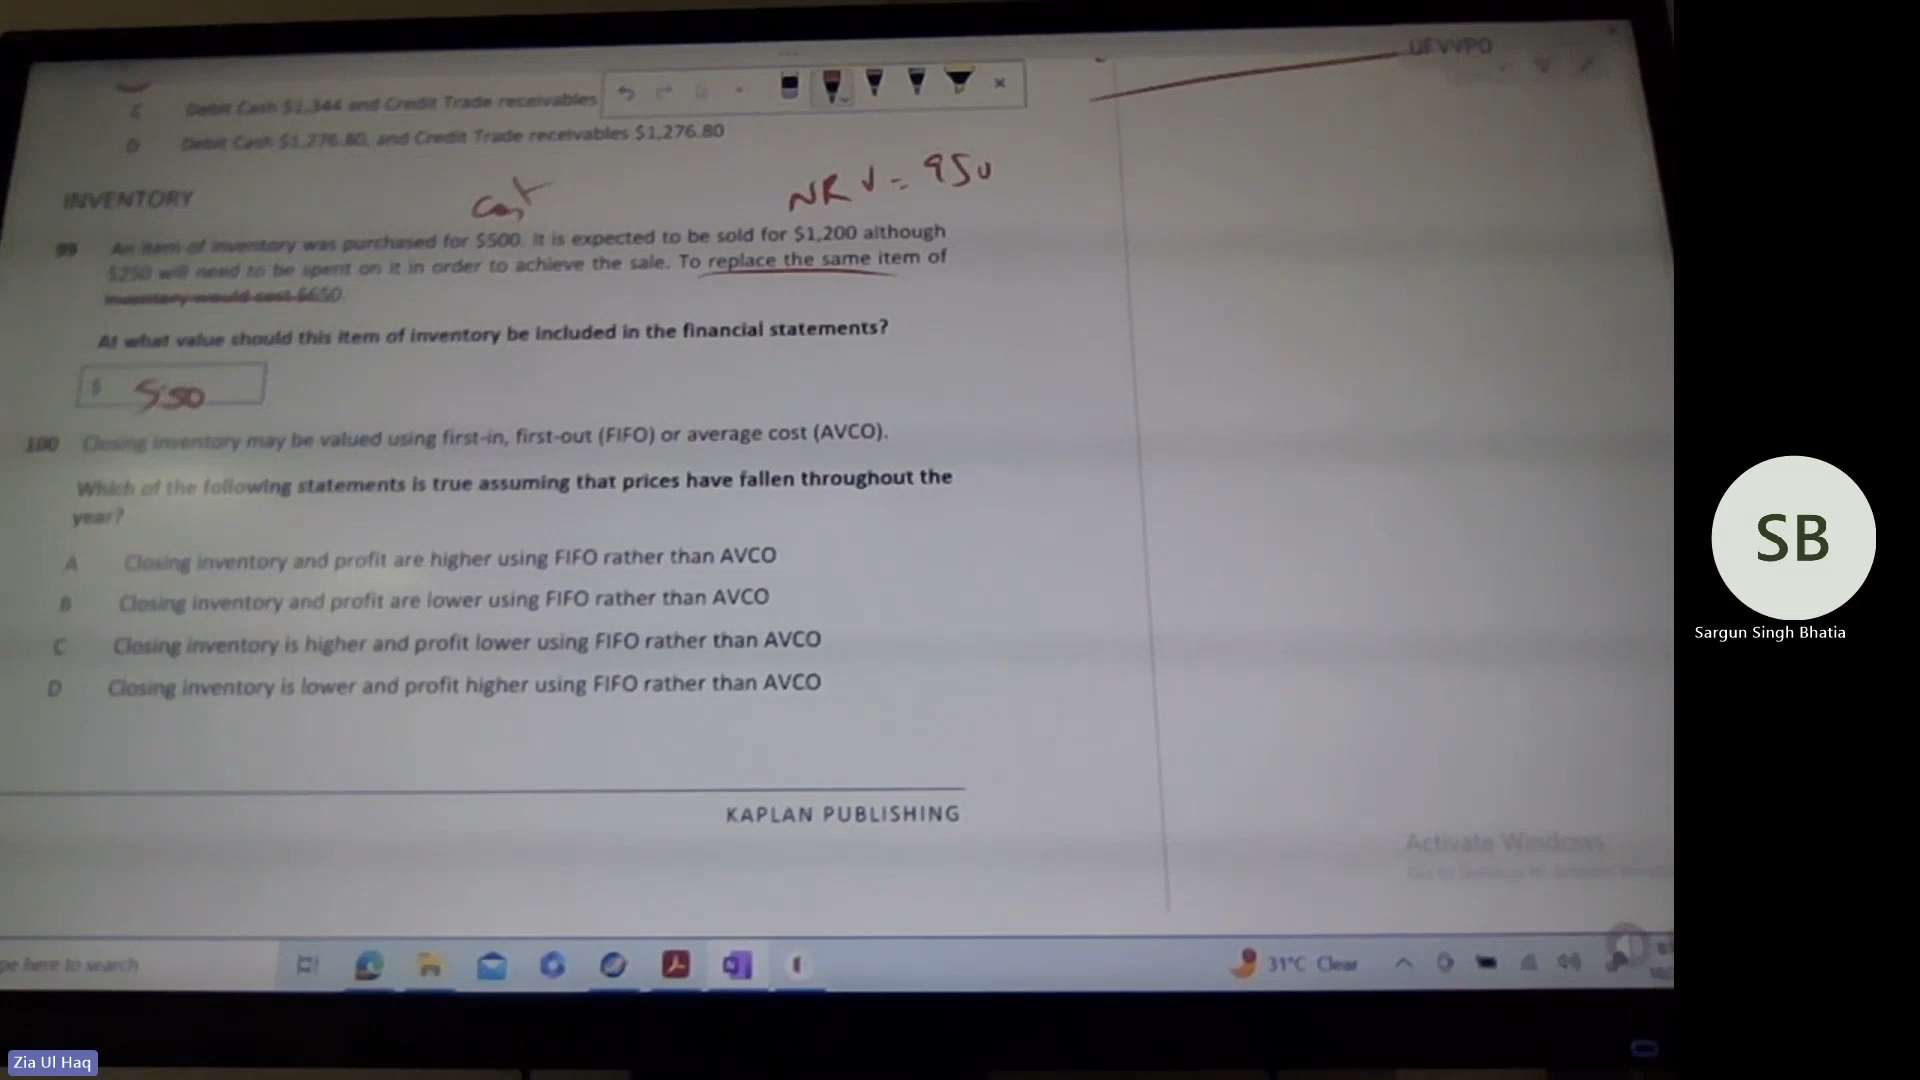 UFVVPO
C Debit Cash $1,344 and Credit Trade receivables
D Debit Cash $1,276.80, and Credit Trade receivables $1,276.80
Cost
NRV = 950
INVENTORY
99 An item of inventory was purchased for $500. It is expected to be sold for $1,200 although
$250 will need to be spent on it in order to achieve the sale. To replace the same item of
inventory would cost $650.
At what value should this item of inventory be included in the financial statements?
$ 550
100 Closing inventory may be valued using first-in, first-out (FIFO) or average cost (AVCO).
Which of the following statements is true assuming that prices have fallen throughout the
year?
A Closing inventory and profit are higher using FIFO rather than AVCO
B Closing inventory and profit are lower using FIFO rather than AVCO
C Closing inventory is higher and profit lower using FIFO rather than AVCO
D Closing inventory is lower and profit higher using FIFO rather than AVCO
KAPLAN PUBLISHING
Activate Windows
pe here to search
31°C Clear
SB
Sargun Singh Bhatia
Zia Ul Haq